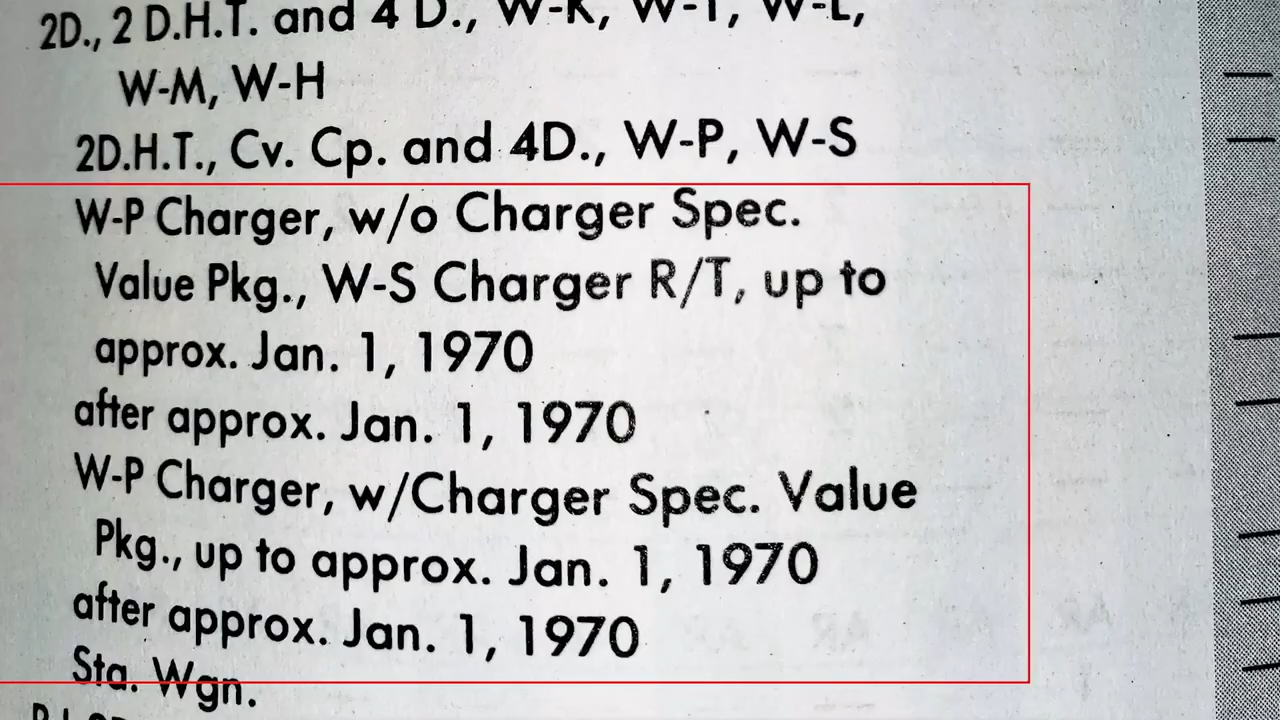 2D., 2 D.H.T. and 4 D., W-K, W-T, W-L,
W-M, W-H
2D.H.T., Cv. Cp. and 4D., W-P, W-S
W-P Charger, w/o Charger Spec.
Value Pkg., W-S Charger R/T, up to
approx. Jan. 1, 1970
after approx. Jan. 1, 1970
W-P Charger, w/Charger Spec. Value
Pkg., up to approx. Jan. 1, 1970
after approx. Jan. 1, 1970
Sta. Wgn.